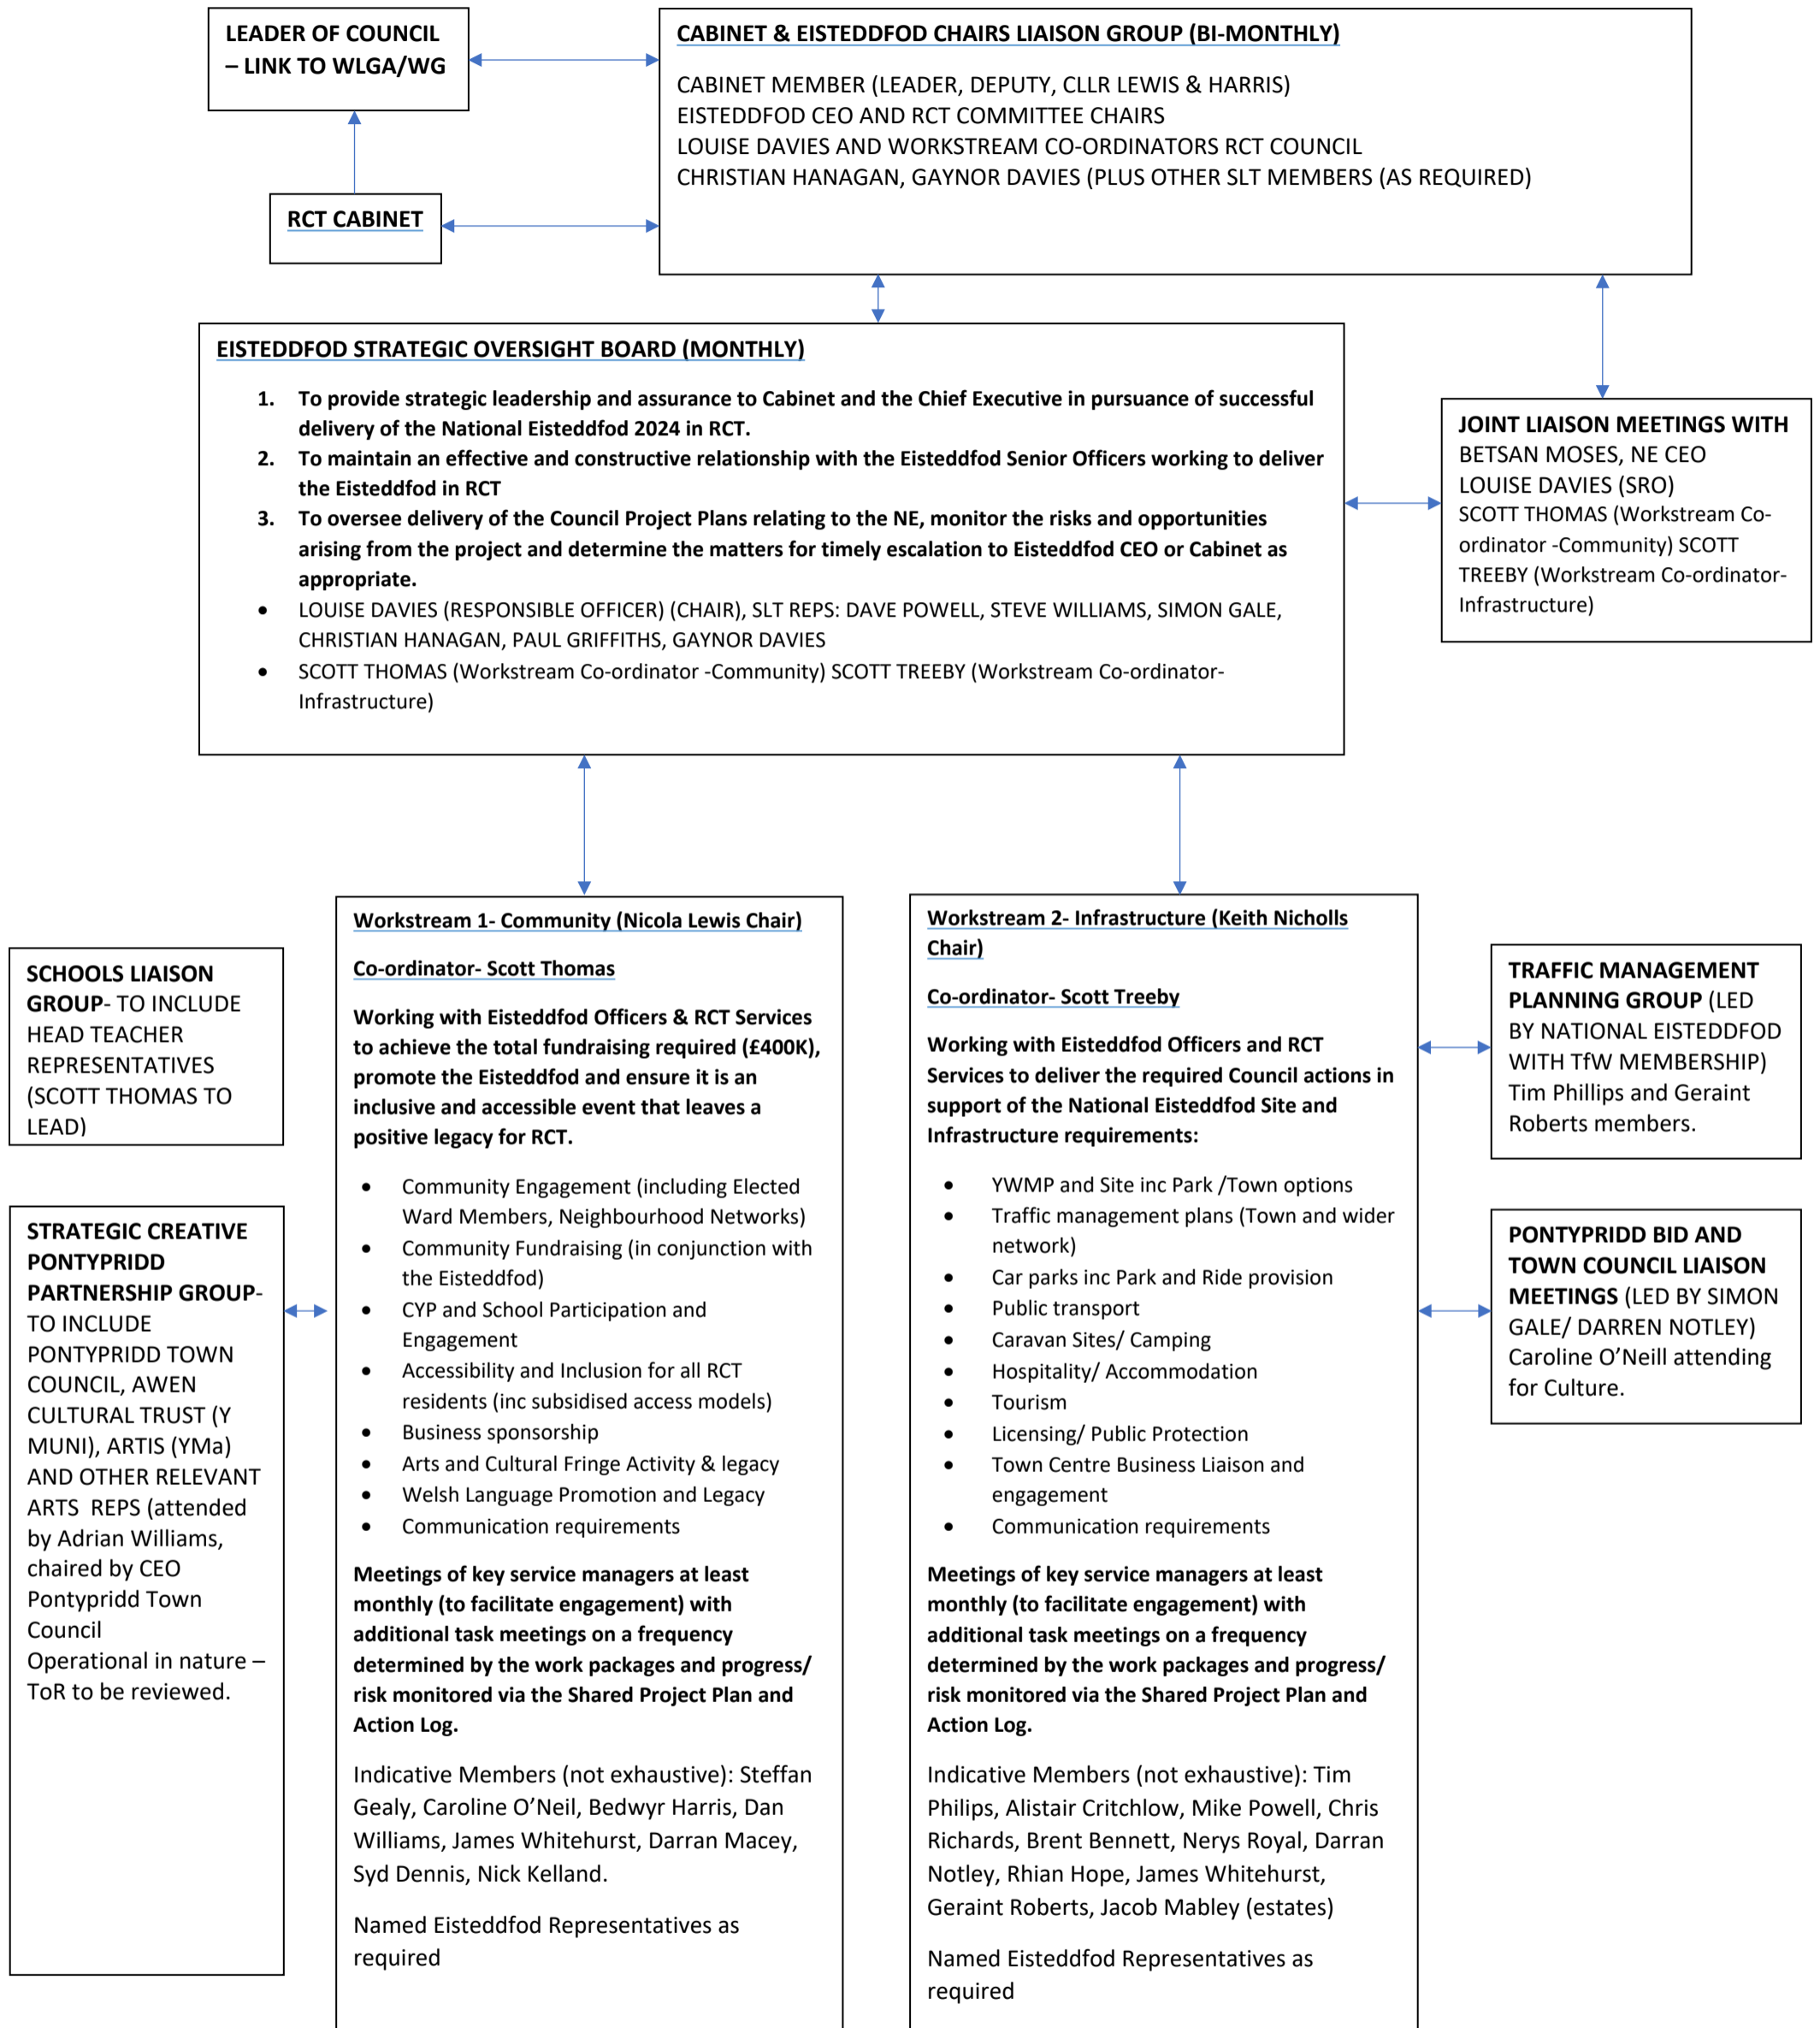 LEADER OF COUNCIL
– LINK TO WLGA/WG
CABINET & EISTEDDFOD CHAIRS LIAISON GROUP (BI-MONTHLY)
CABINET MEMBER (LEADER, DEPUTY, CLLR LEWIS & HARRIS)
EISTEDDFOD CEO AND RCT COMMITTEE CHAIRS
LOUISE DAVIES AND WORKSTREAM CO-ORDINATORS RCT COUNCIL
CHRISTIAN HANAGAN, GAYNOR DAVIES (PLUS OTHER SLT MEMBERS (AS REQUIRED)
RCT CABINET
EISTEDDFOD STRATEGIC OVERSIGHT BOARD (MONTHLY)
1. To provide strategic leadership and assurance to Cabinet and the Chief Executive in pursuance of successful
delivery of the National Eisteddfod 2024 in RCT.
2. To maintain an effective and constructive relationship with the Eisteddfod Senior Officers working to deliver
the Eisteddfod in RCT
3. To oversee delivery of the Council Project Plans relating to the NE, monitor the risks and opportunities
arising from the project and determine the matters for timely escalation to Eisteddfod CEO or Cabinet as
appropriate.
• LOUISE DAVIES (RESPONSIBLE OFFICER) (CHAIR), SLT REPS: DAVE POWELL, STEVE WILLIAMS, SIMON GALE,
CHRISTIAN HANAGAN, PAUL GRIFFITHS, GAYNOR DAVIES
• SCOTT THOMAS (Workstream Co-ordinator -Community) SCOTT TREEBY (Workstream Co-ordinator-
Infrastructure)
JOINT LIAISON MEETINGS WITH
BETSAN MOSES, NE CEO
LOUISE DAVIES (SRO)
SCOTT THOMAS (Workstream Co-
ordinator -Community) SCOTT
TREEBY (Workstream Co-ordinator-
Infrastructure)
SCHOOLS LIAISON
GROUP- TO INCLUDE
HEAD TEACHER
REPRESENTATIVES
(SCOTT THOMAS TO
LEAD)
STRATEGIC CREATIVE
PONTYPRIDD
PARTNERSHIP GROUP-
TO INCLUDE
PONTYPRIDD TOWN
COUNCIL, AWEN
CULTURAL TRUST (Y
MUNI), ARTIS (YMa)
AND OTHER RELEVANT
ARTS REPS (attended
by Adrian Williams,
chaired by CEO
Pontypridd Town
Council
Operational in nature –
ToR to be reviewed.
Workstream 1- Community (Nicola Lewis Chair)
Co-ordinator- Scott Thomas
Working with Eisteddfod Officers & RCT Services
to achieve the total fundraising required (£400K),
promote the Eisteddfod and ensure it is an
inclusive and accessible event that leaves a
positive legacy for RCT.
• Community Engagement (including Elected
Ward Members, Neighbourhood Networks)
• Community Fundraising (in conjunction with
the Eisteddfod)
• CYP and School Participation and
Engagement
• Accessibility and Inclusion for all RCT
residents (inc subsidised access models)
• Business sponsorship
• Arts and Cultural Fringe Activity & legacy
• Welsh Language Promotion and Legacy
• Communication requirements
Meetings of key service managers at least
monthly (to facilitate engagement) with
additional task meetings on a frequency
determined by the work packages and progress/
risk monitored via the Shared Project Plan and
Action Log.
Indicative Members (not exhaustive): Steffan
Gealy, Caroline O’Neil, Bedwyr Harris, Dan
Williams, James Whitehurst, Darran Macey,
Syd Dennis, Nick Kelland.
Named Eisteddfod Representatives as
required
Workstream 2- Infrastructure (Keith Nicholls
Chair)
Co-ordinator- Scott Treeby
Working with Eisteddfod Officers and RCT
Services to deliver the required Council actions in
support of the National Eisteddfod Site and
Infrastructure requirements:
• YWMP and Site inc Park /Town options
• Traffic management plans (Town and wider
network)
• Car parks inc Park and Ride provision
• Public transport
• Caravan Sites/ Camping
• Hospitality/ Accommodation
• Tourism
• Licensing/ Public Protection
• Town Centre Business Liaison and
engagement
• Communication requirements
Meetings of key service managers at least
monthly (to facilitate engagement) with
additional task meetings on a frequency
determined by the work packages and progress/
risk monitored via the Shared Project Plan and
Action Log.
Indicative Members (not exhaustive): Tim
Philips, Alistair Critchlow, Mike Powell, Chris
Richards, Brent Bennett, Nerys Royal, Darran
Notley, Rhian Hope, James Whitehurst,
Geraint Roberts, Jacob Mabley (estates)
Named Eisteddfod Representatives as
required
TRAFFIC MANAGEMENT
PLANNING GROUP (LED
BY NATIONAL EISTEDDFOD
WITH TfW MEMBERSHIP)
Tim Phillips and Geraint
Roberts members.
PONTYPRIDD BID AND
TOWN COUNCIL LIAISON
MEETINGS (LED BY SIMON
GALE/ DARREN NOTLEY)
Caroline O’Neill attending
for Culture.